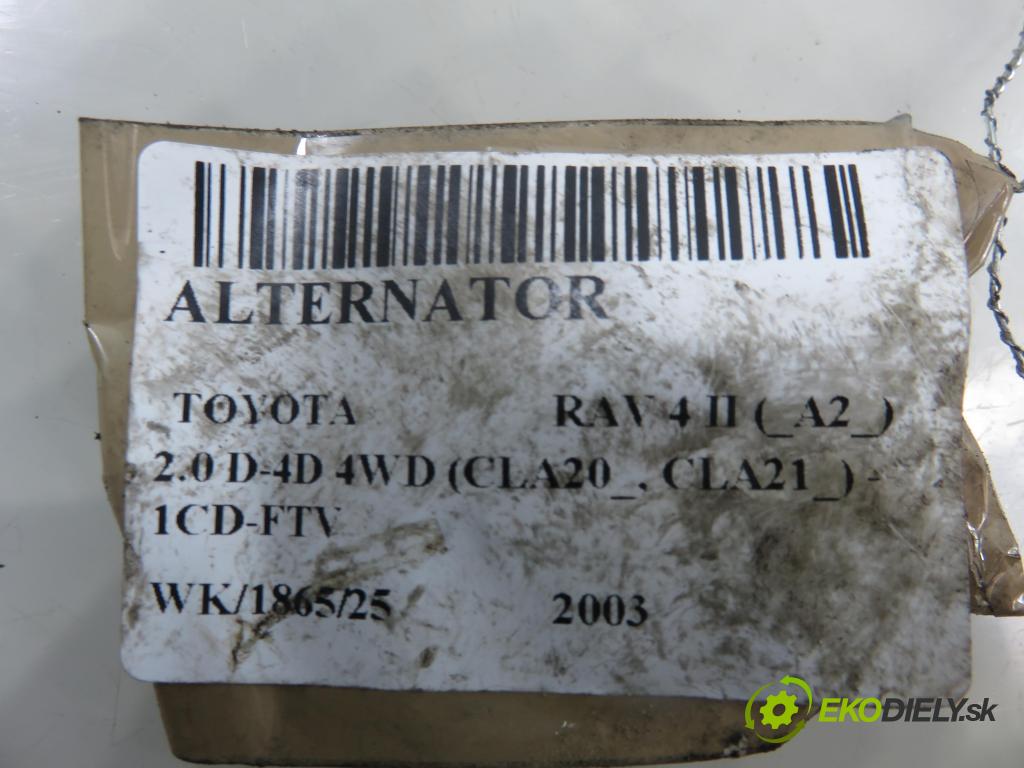 ALTERNATOR
TOYOTA RAV 4 II (_A2_)
2.0 D-4D 4WD (CLA20_, CLA21_) -
1CD-FTV
WK/1865/25 2003
EKODIELY.sk